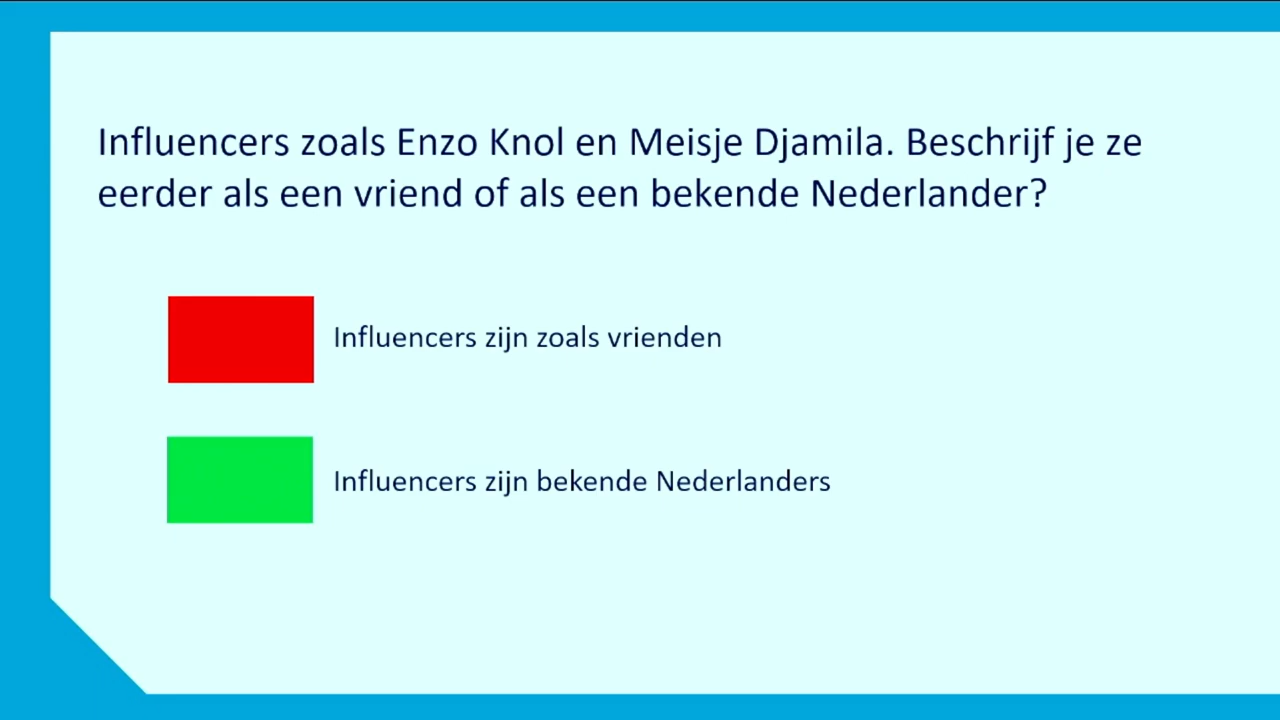 Influencers zoals Enzo Knol en Meisje Djamila. Beschrijf je ze
eerder als een vriend of als een bekende Nederlander?
Influencers zijn zoals vrienden
Influencers zijn bekende Nederlanders